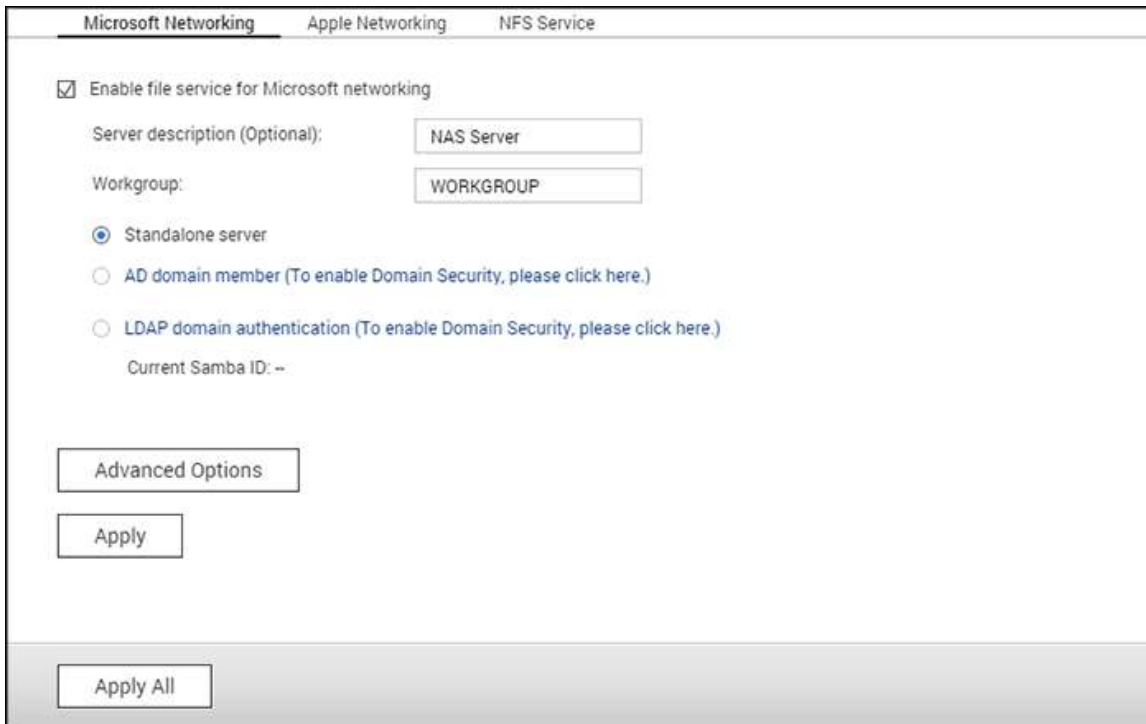 Microsoft Networking Apple Networking NFS Service
Enable file service for Microsoft networking
Server description (Optional): NAS Server
Workgroup: WORKGROUP
Standalone server
AD domain member (To enable Domain Security, please click here.)
LDAP domain authentication (To enable Domain Security, please click here.)
Current Samba ID: --
Advanced Options
Apply
Apply All